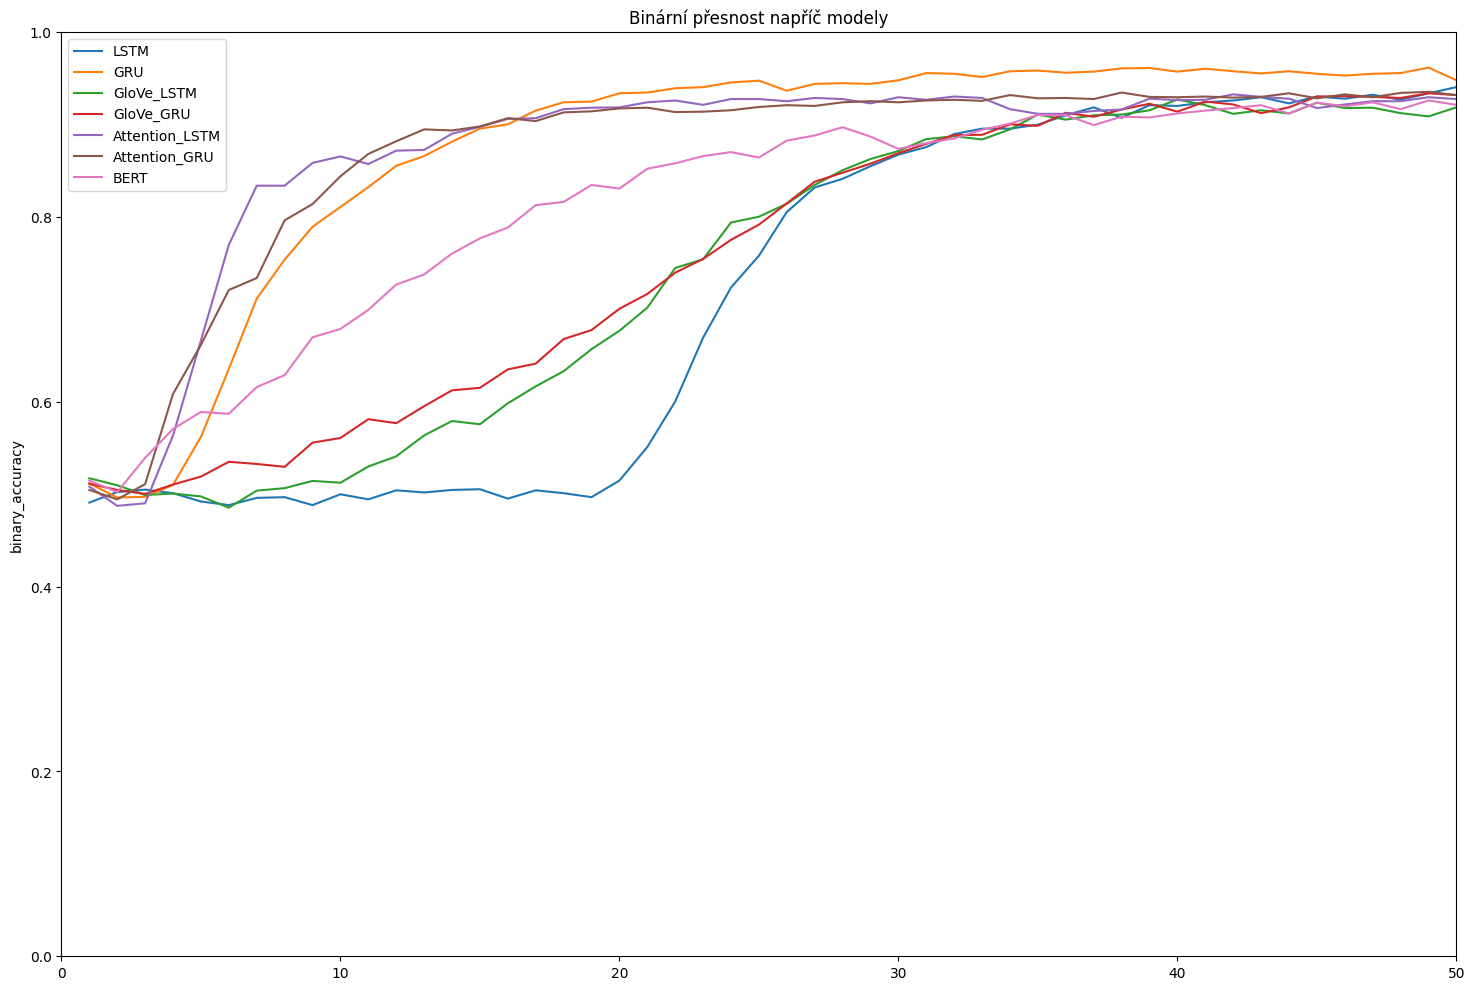 Binární přesnost napříč modely
1.0
0.8
0.6
0.4
0.2
0.0
binary_accuracy
LSTM
GRU
GloVe_LSTM
GloVe_GRU
Attention_LSTM
Attention_GRU
BERT
0 10 20 30 40 50